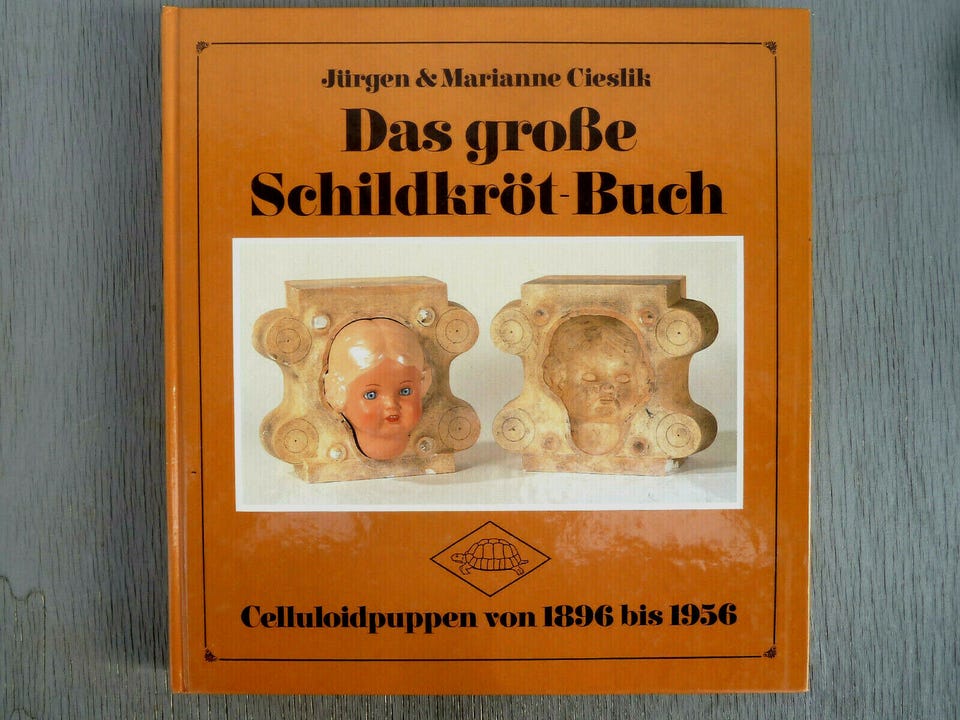 Jürgen & Marianne Cieslik
Das große
Schildkröt-Buch
Celluloidpuppen von 1896 bis 1956